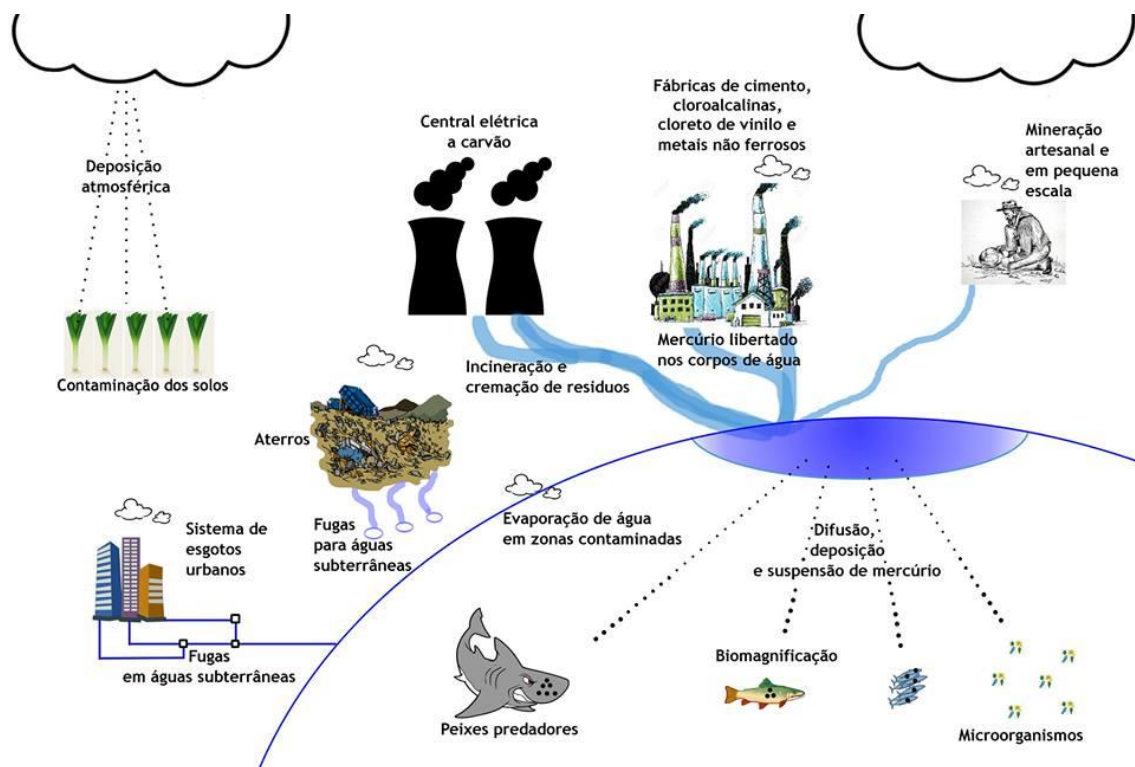 Central elétrica
a carvão
Fábricas de cimento,
cloroalcalinas,
cloreto de vinilo e
metais não ferrosos
Mineração
artesanal e
em pequena
escala
Deposição
atmosférica
Contaminação dos solos
Incineração e
cremação de residuos
Mercúrio libertado
nos corpos de água
Aterros
Fugas
para águas
subterrâneas
Evaporação de água
em zonas contaminadas
Sistema de
esgotos
urbanos
Fugas
em águas subterrâneas
Difusão,
deposição
e suspensão de mercúrio
Peixes predadores
Biomagnificação
Microorganismos